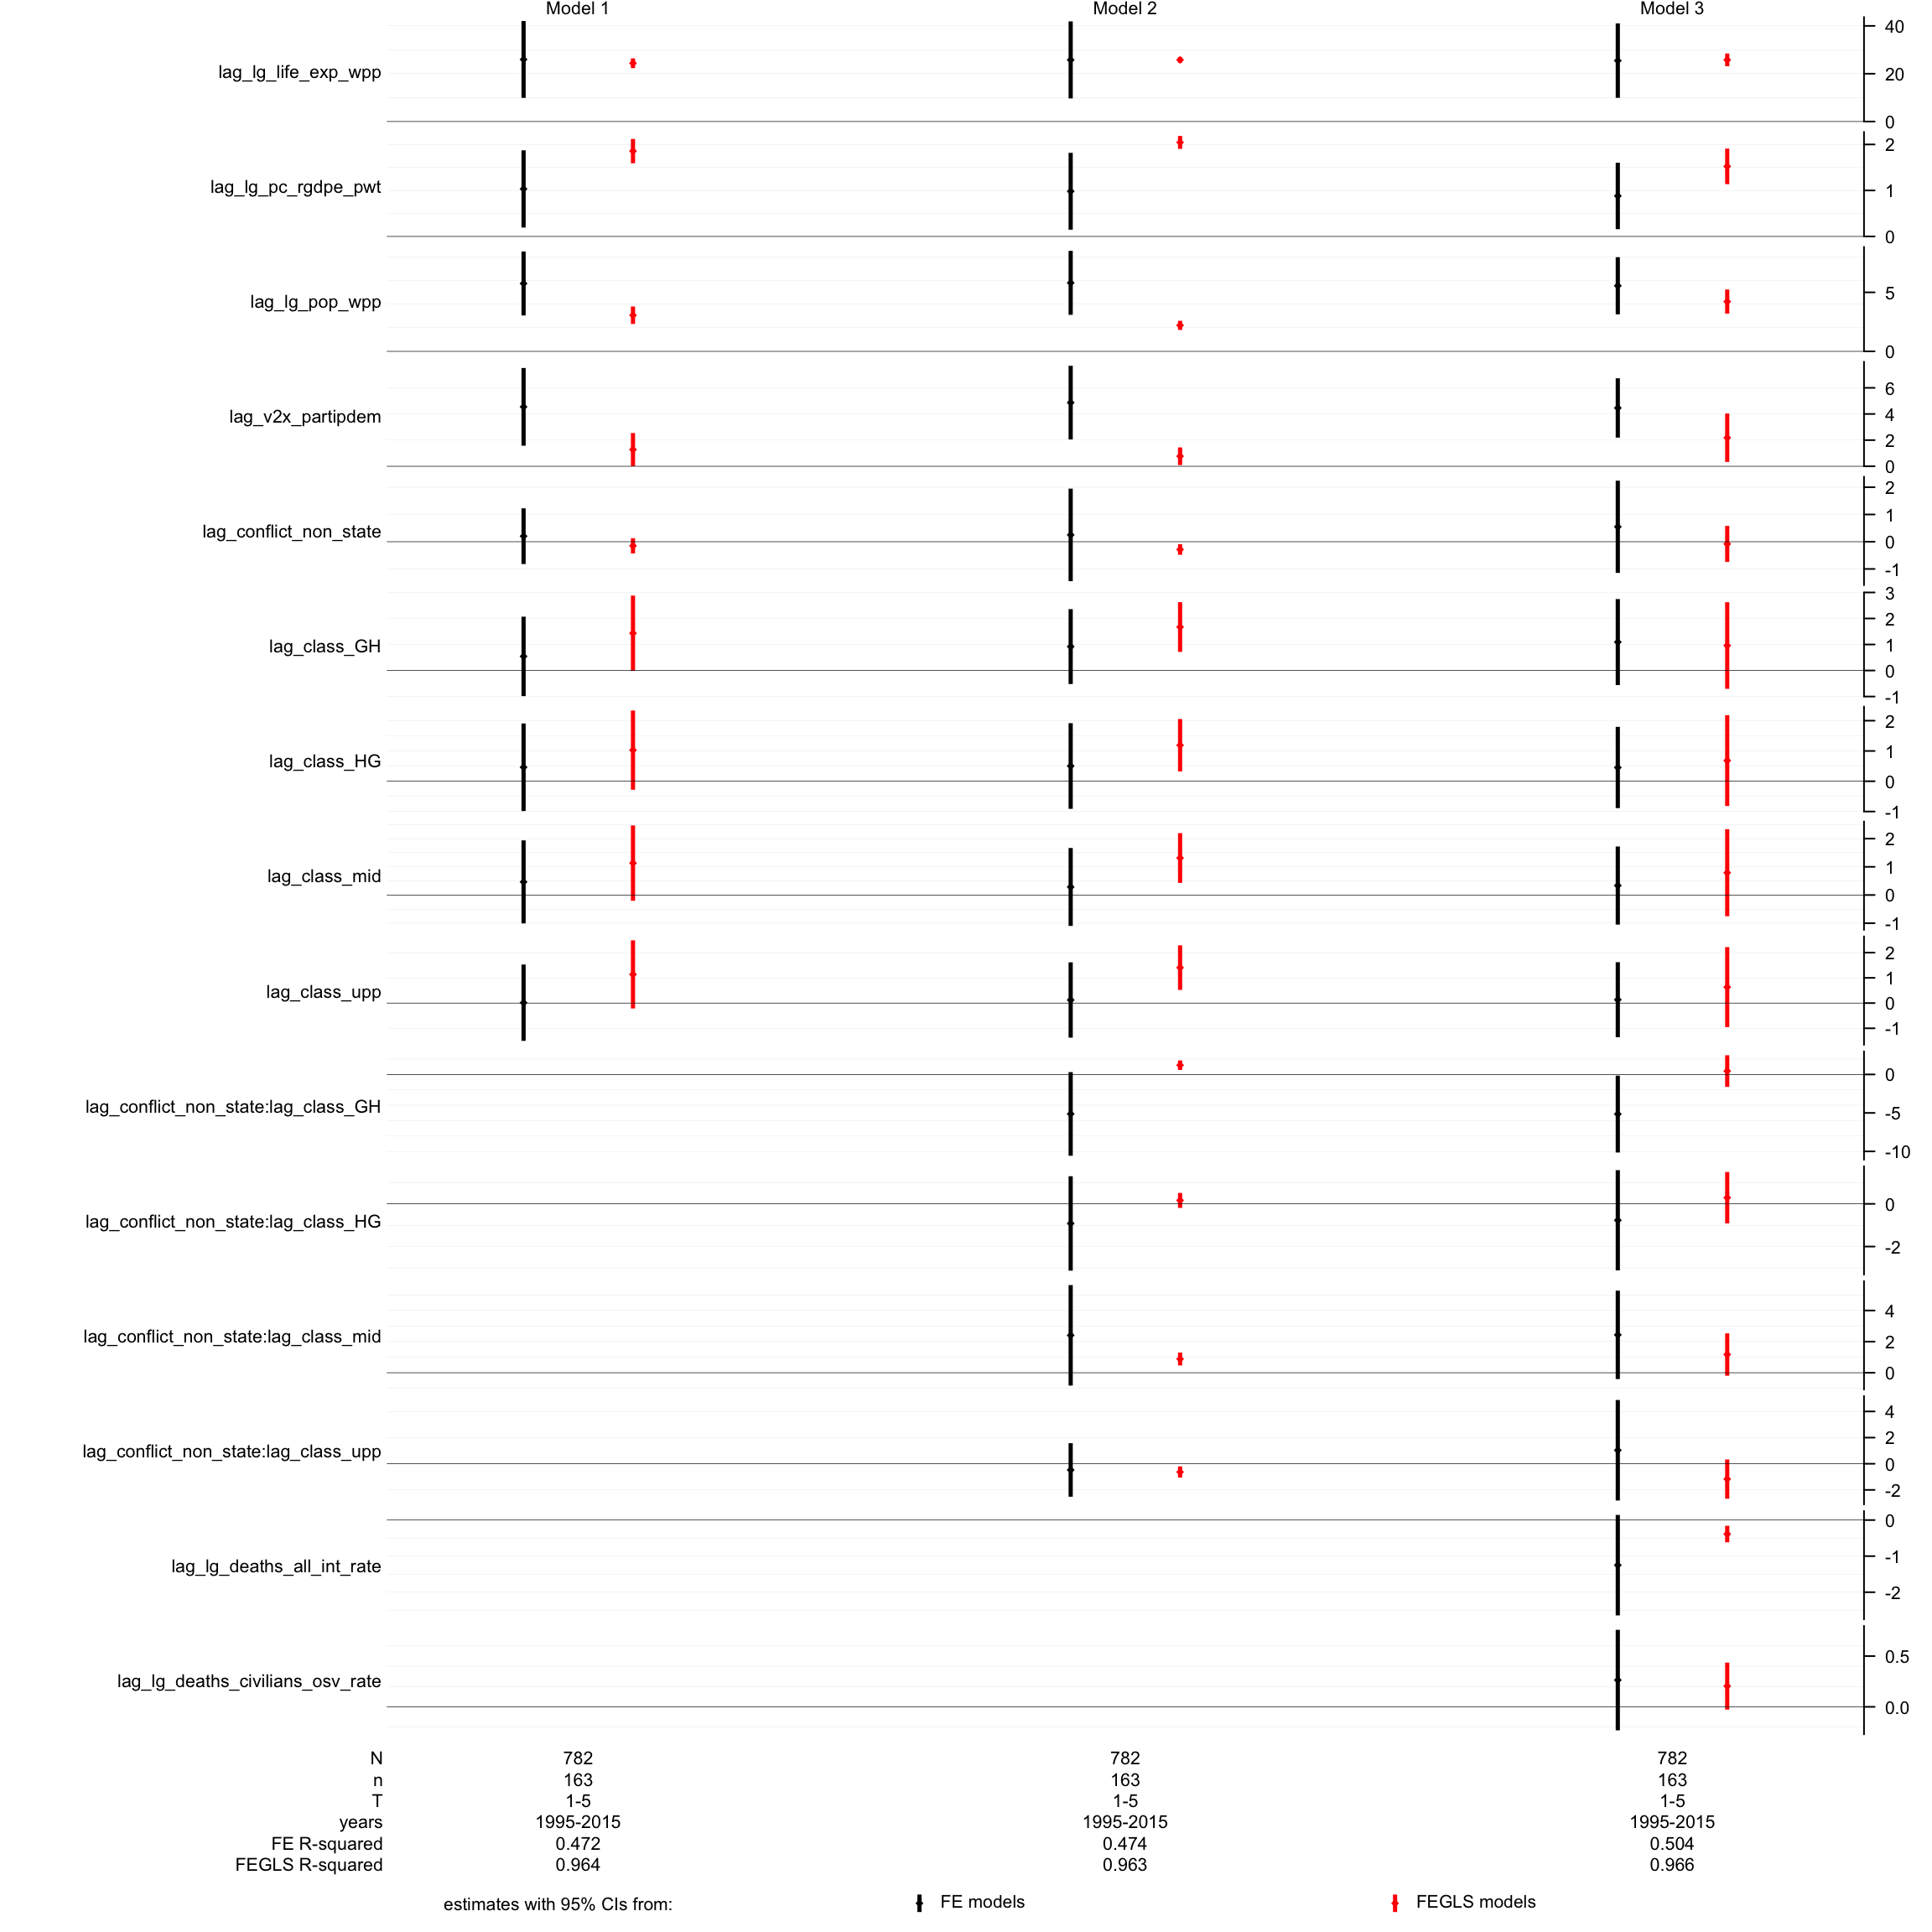 Model 1 Model 2 Model 3
lag_lg_life_exp_wpp 40 20 0
lag_lg_pc_rgdpe_pwt 2 1 0
lag_lg_pop_wpp 5 0
lag_v2x_partipdem 6 4 2 0
lag_conflict_non_state 2 1 0 -1
lag_class_GH 3 2 1 0 -1
lag_class_HG 2 1 0 -1
lag_class_mid 2 1 0 -1
lag_class_upp 2 1 0 -1
lag_conflict_non_state:lag_class_GH 0 -5 -10
lag_conflict_non_state:lag_class_HG 0 -2
lag_conflict_non_state:lag_class_mid 4 2 0
lag_conflict_non_state:lag_class_upp 4 2 0 -2
lag_lg_deaths_all_int_rate 0 -1 -2
lag_lg_deaths_civilians_osv_rate 0.5 0.0
N 782 782 782
n 163 163 163
T 1-5 1-5 1-5
years 1995-2015 1995-2015 1995-2015
FE R-squared 0.472 0.474 0.504
FEGLS R-squared 0.964 0.963 0.966
estimates with 95% CIs from: FE models FEGLS models